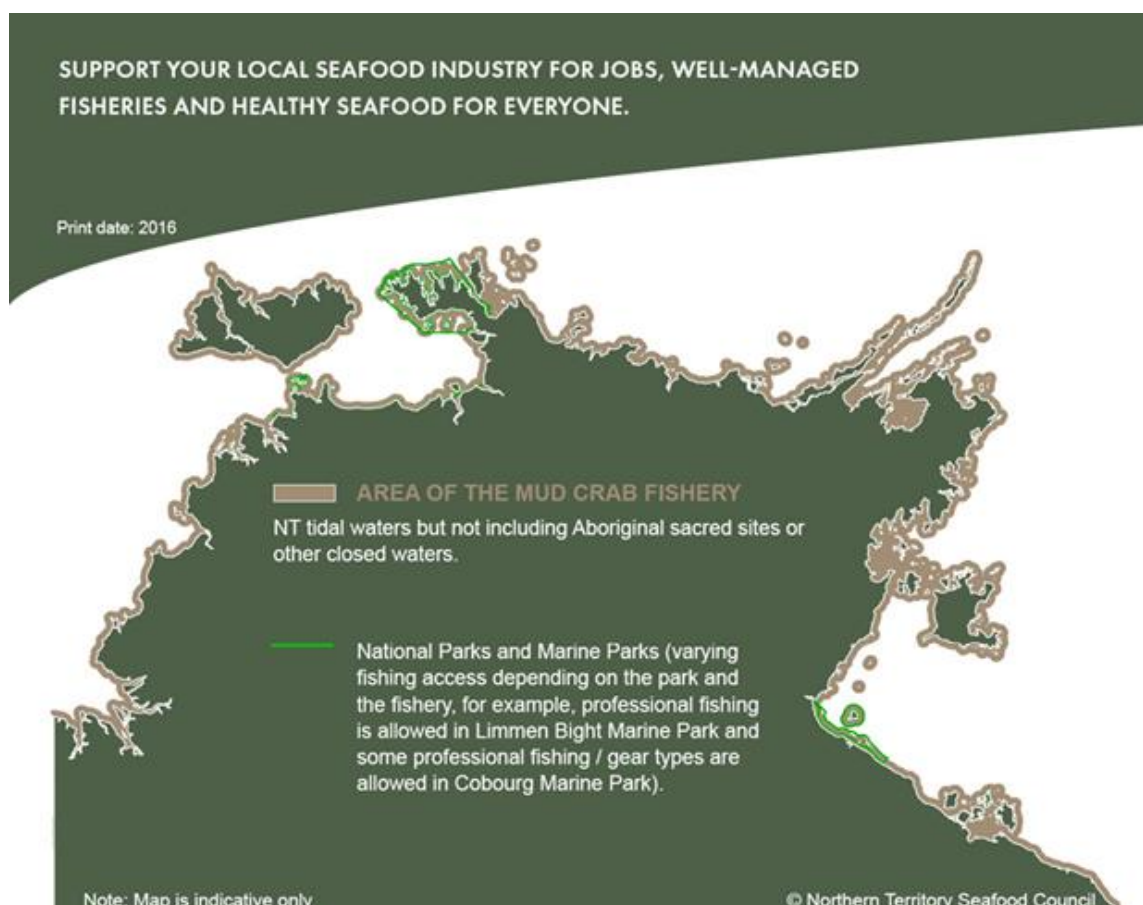 SUPPORT YOUR LOCAL SEAFOOD INDUSTRY FOR JOBS, WELL-MANAGED
FISHERIES AND HEALTHY SEAFOOD FOR EVERYONE.
Print date: 2016
AREA OF THE MUD CRAB FISHERY
NT tidal waters but not including Aboriginal sacred sites or
other closed waters.
National Parks and Marine Parks (varying
fishing access depending on the park and
the fishery, for example, professional fishing
is allowed in Limmen Bight Marine Park and
some professional fishing / gear types are
allowed in Cobourg Marine Park).
Note: Map is indicative only
© Northern Territory Seafood Council